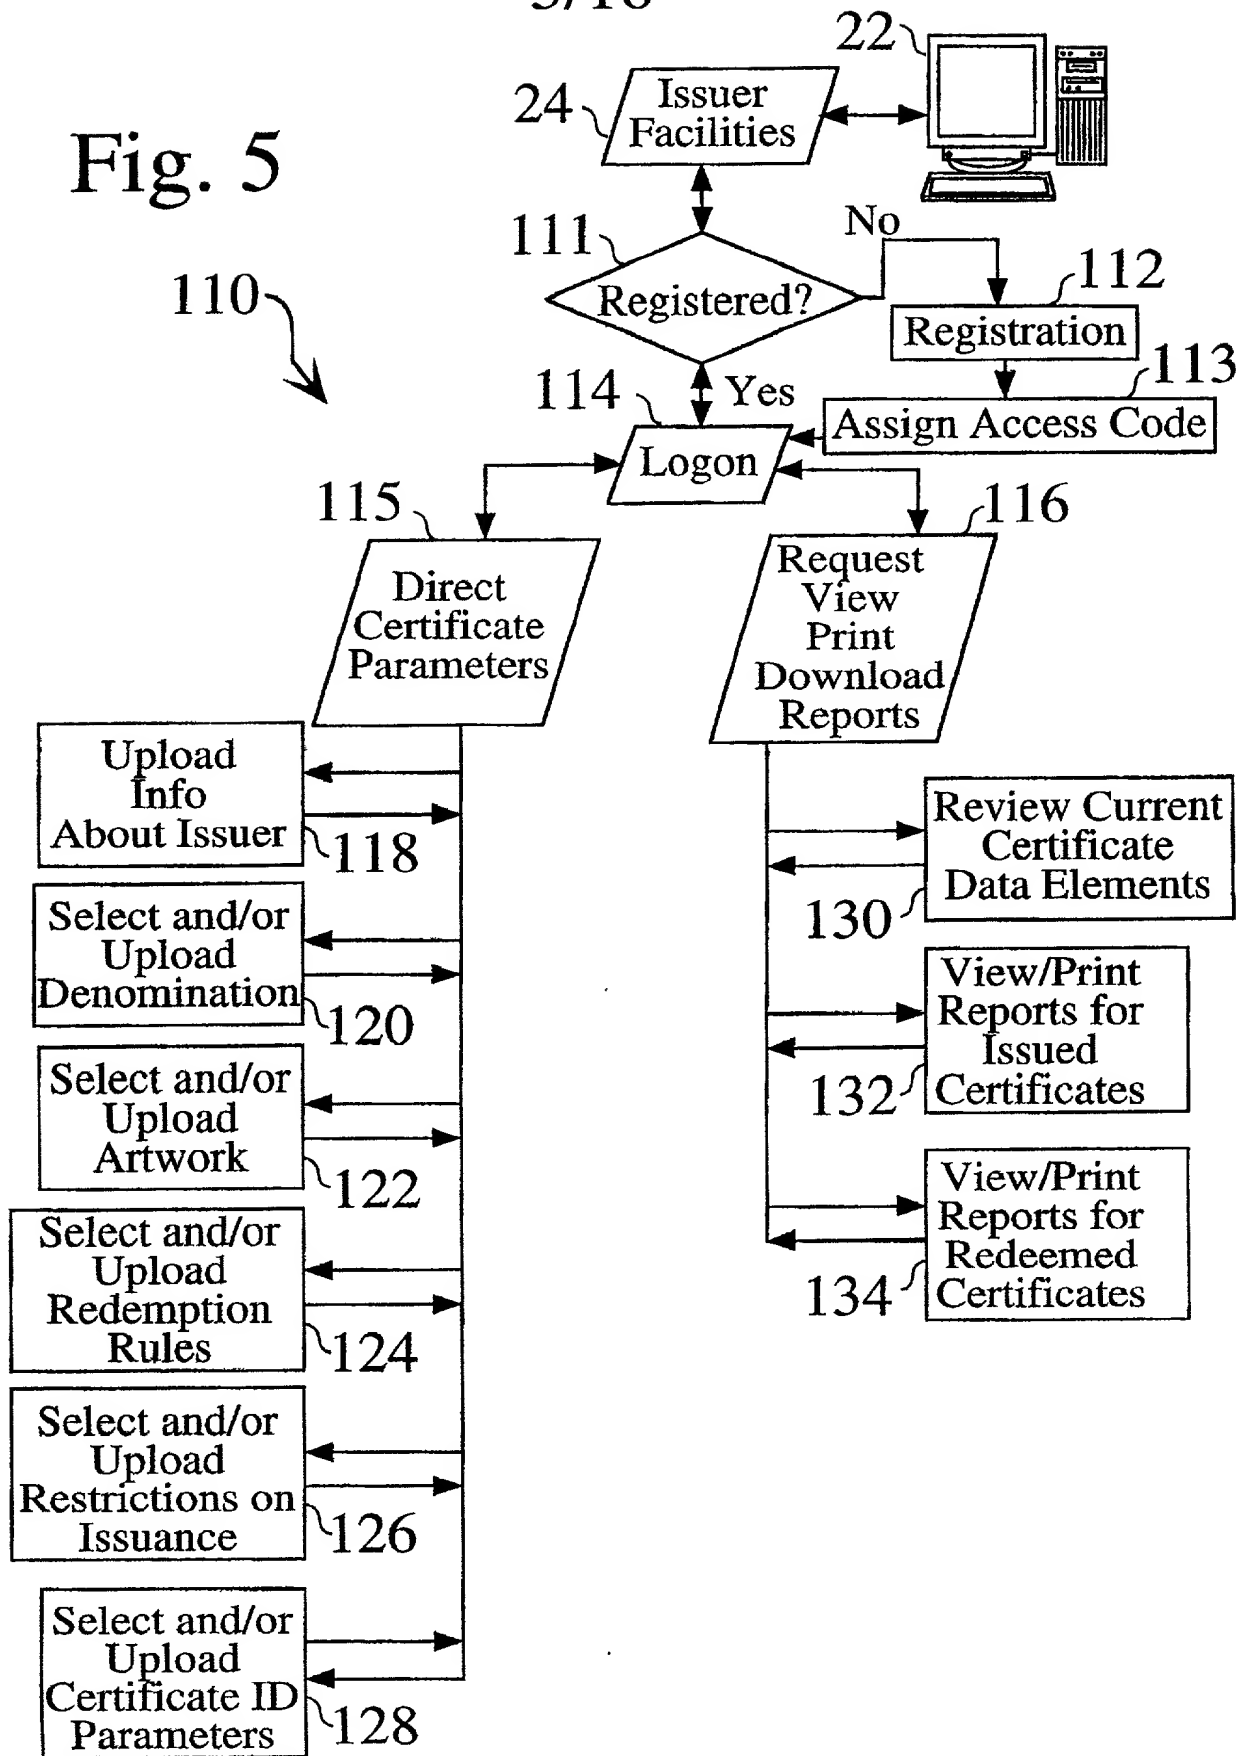 22
24
Issuer
Facilities
Fig. 5
111
No
110
Registered?
112
Registration
113
114
Yes
Assign Access Code
Logon
115
116
Direct
Certificate
Parameters
Request
View
Print
Download
Reports
Upload
Info
About Issuer
118
Select and/or
Upload
Denomination
120
Select and/or
Upload
Artwork
122
Select and/or
Upload
Redemption
Rules
124
Select and/or
Upload
Restrictions on
Issuance
126
Select and/or
Upload
Certificate ID
Parameters
128
Review Current
Certificate
Data Elements
130
View/Print
Reports for
Issued
Certificates
132
View/Print
Reports for
Redeemed
Certificates
134